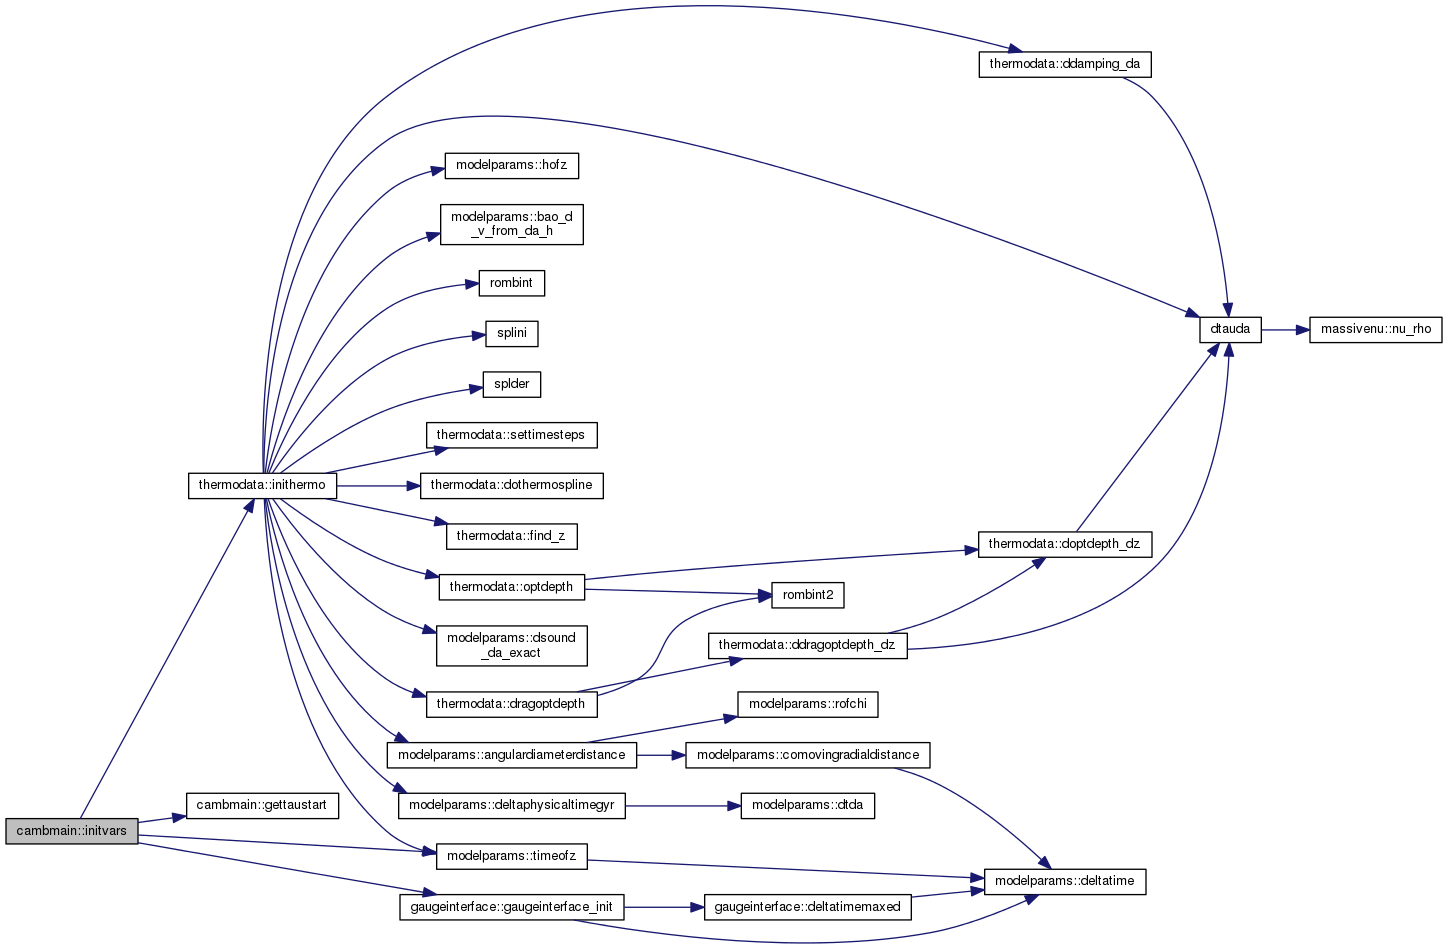 thermodata::ddamping_da
modelparams::hofz
modelparams::bao_d
_v_from_da_h
rombint
splini
dtauda
massivenu::nu_rho
splder
thermodata::settimesteps
thermodata::inithermo
thermodata::dothermospline
thermodata::find_z
thermodata::doptdepth_dz
thermodata::optdepth
rombint2
modelparams::dsound
_da_exact
thermodata::ddragoptdepth_dz
thermodata::dragoptdepth
modelparams::rofchi
modelparams::angulardiameterdistance
modelparams::comovingradialdistance
cambmain::gettaustart
modelparams::deltaphysicaltimegyr
modelparams::dtda
cambmain::initvars
modelparams::timeofz
modelparams::deltatime
gaugeinterface::gaugeinterface_init
gaugeinterface::deltatimemaxed